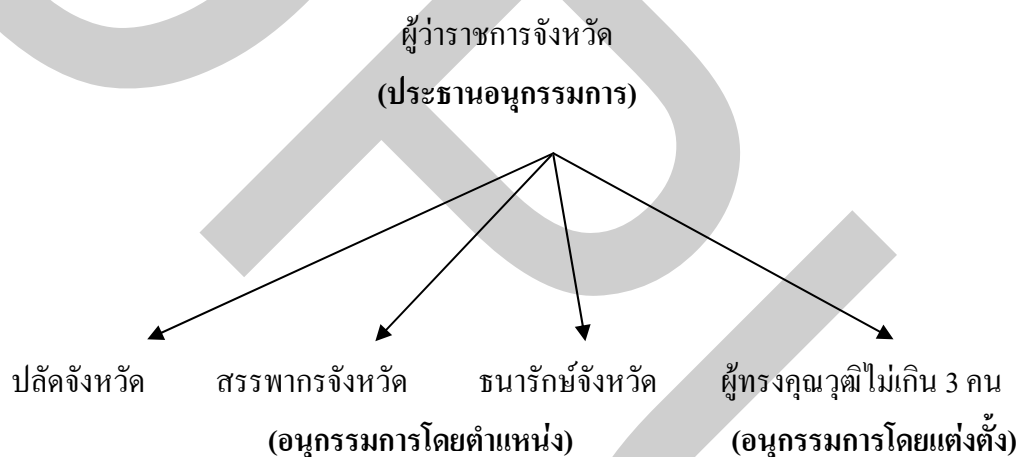 ผู้ว่าราชการจังหวัด
(ประธานอนุกรรมการ)
ปลัดจังหวัด สรรพากรจังหวัด ธนารักษ์จังหวัด ผู้ทรงคุณวุฒิไม่เกิน 3 คน
(อนุกรรมการโดยตำแหน่ง) (อนุกรรมการโดยแต่งตั้ง)